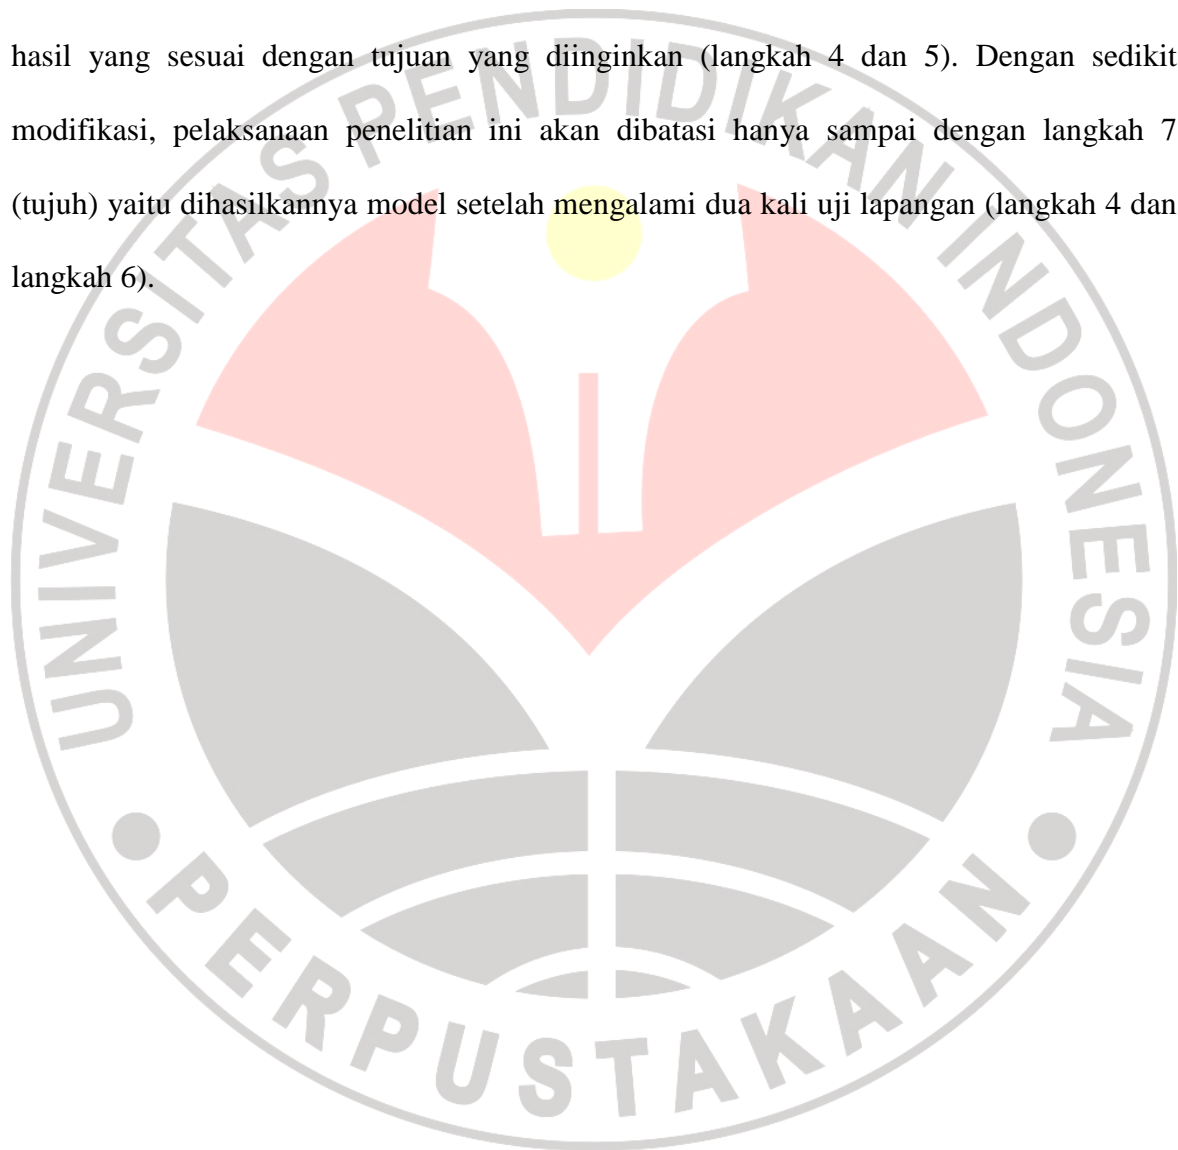 hasil yang sesuai dengan tujuan yang diinginkan (langkah 4 dan 5). Dengan sedikit
modifikasi, pelaksanaan penelitian ini akan dibatasi hanya sampai dengan langkah 7
(tujuh) yaitu dihasilkannya model setelah mengalami dua kali uji lapangan (langkah 4 dan
langkah 6).
UNIVERSITAS PENDIDIKAN INDONESIA
PERPUSTAKAAN